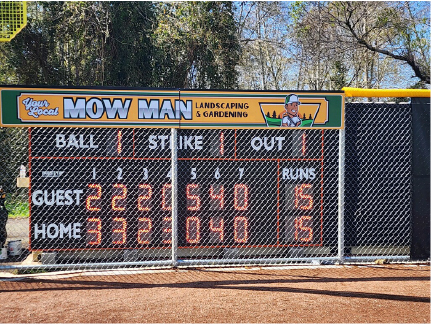 Your Local MOW MAN LANDSCAPING & GARDENING
BALL 1 STRIKE 1 OUT 1
1 2 3 4 5 6 7 RUNS
GUEST 2 2 2 0 5 4 0 15
HOME 3 3 2 3 0 4 0 15